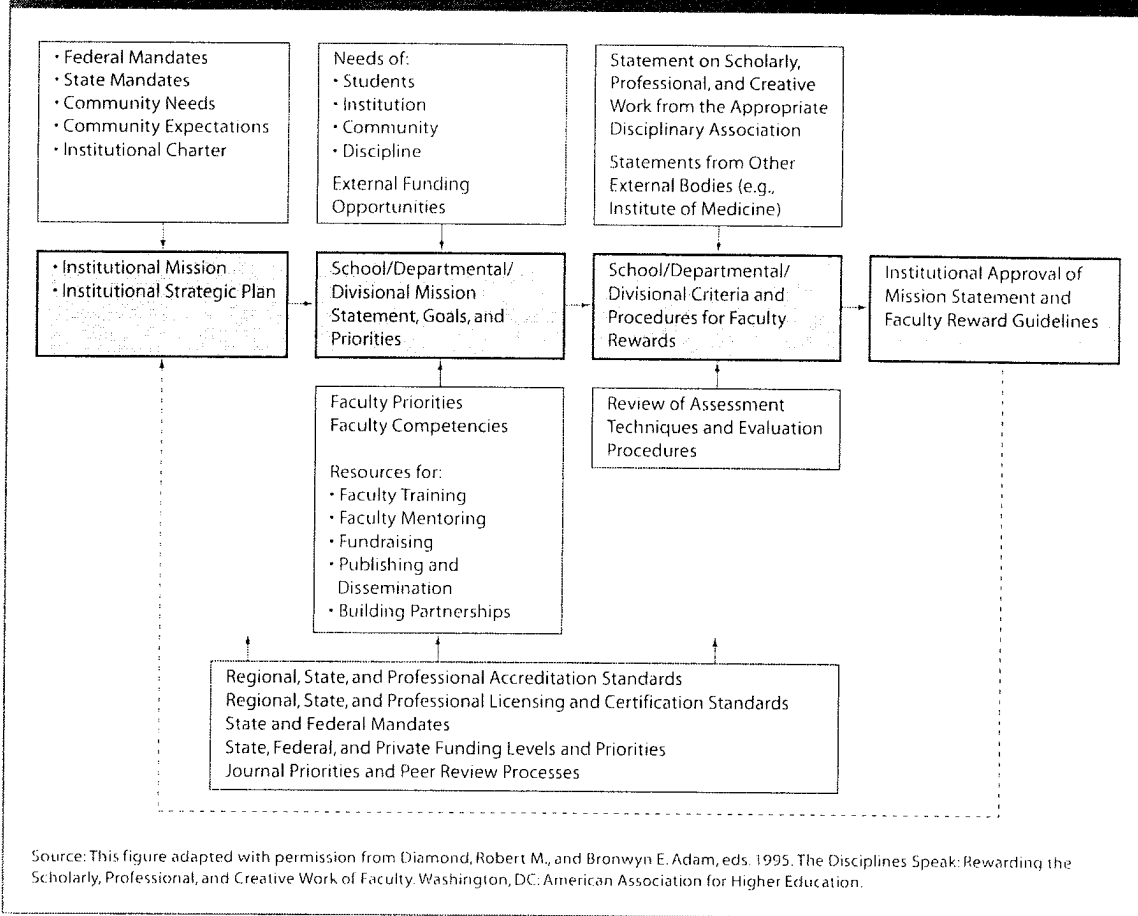 · Federal Mandates
· State Mandates
· Community Needs
· Community Expectations
· Institutional Charter
Needs of:
· Students
· Institution
· Community
· Discipline
External Funding
Opportunities
Statement on Scholarly,
Professional, and Creative
Work from the Appropriate
Disciplinary Association
Statements from Other
External Bodies (e.g.,
Institute of Medicine)
· Institutional Mission
· Institutional Strategic Plan
School/Departmental/
Divisional Mission
Statement, Goals, and
Priorities
School/Departmental/
Divisional Criteria and
Procedures for Faculty
Rewards
Institutional Approval of
Mission Statement and
Faculty Reward Guidelines
Faculty Priorities
Faculty Competencies
Resources for:
· Faculty Training
· Faculty Mentoring
· Fundraising
· Publishing and
Dissemination
· Building Partnerships
Review of Assessment
Techniques and Evaluation
Procedures
Regional, State, and Professional Accreditation Standards
Regional, State, and Professional Licensing and Certification Standards
State and Federal Mandates
State, Federal, and Private Funding Levels and Priorities
Journal Priorities and Peer Review Processes
Source: This figure adapted with permission from Diamond, Robert M., and Bronwyn E. Adam, eds. 1995. The Disciplines Speak: Rewarding the
Scholarly, Professional, and Creative Work of Faculty. Washington, DC: American Association for Higher Education.